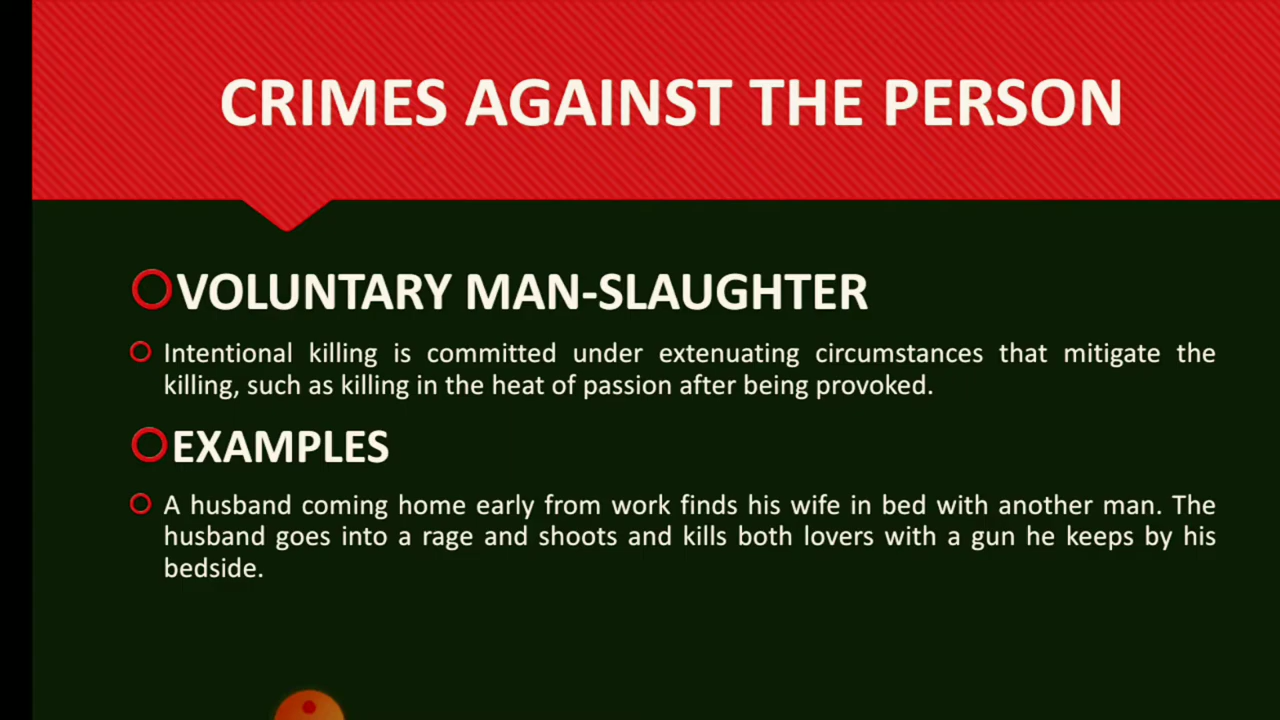 CRIMES AGAINST THE PERSON
VOLUNTARY MAN-SLAUGHTER
Intentional killing is committed under extenuating circumstances that mitigate the
killing, such as killing in the heat of passion after being provoked.
EXAMPLES
A husband coming home early from work finds his wife in bed with another man. The
husband goes into a rage and shoots and kills both lovers with a gun he keeps by his
bedside.